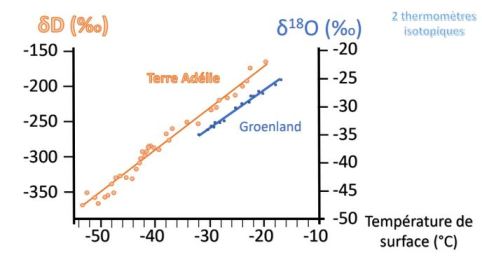 δD (‰)
δ¹⁸O (‰)
2 thermomètres
isotopiques
-150
-200
-250
-300
-350
Terre Adélie
Groenland
-20
-25
-30
-35
-40
-45
-50
-50 -40 -30 -20 -10
Température de
surface (°C)